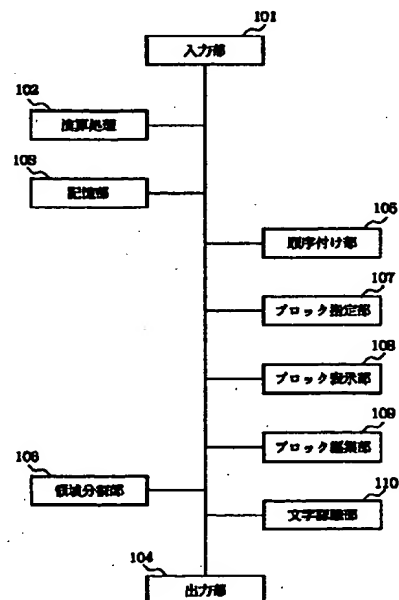 101
入力部
102
演算処理
103
記憶部
105
順序付け部
107
ブロック指定部
108
ブロック表示部
109
ブロック編集部
106
領域分割部
110
文字認識部
104
出力部